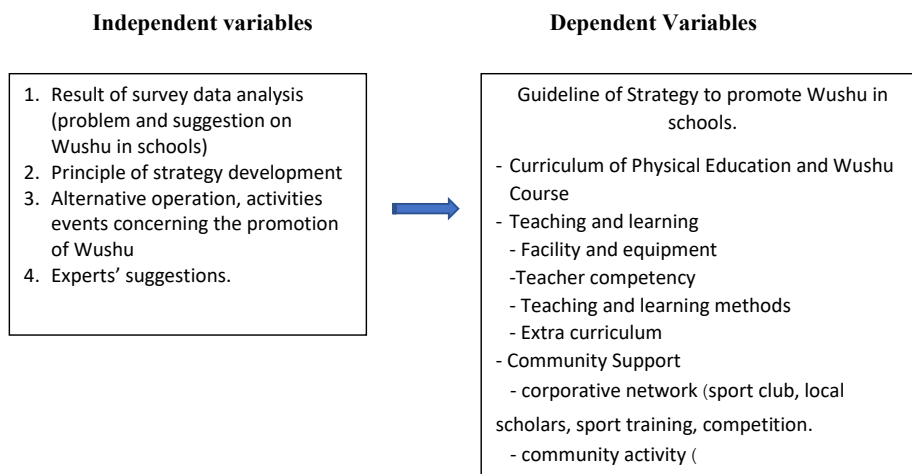 Independent variables
1. Result of survey data analysis
(problem and suggestion on
Wushu in schools)
2. Principle of strategy development
3. Alternative operation, activities
events concerning the promotion
of Wushu
4. Experts' suggestions.
Dependent Variables
Guideline of Strategy to promote Wushu in
schools.
- Curriculum of Physical Education and Wushu
Course
- Teaching and learning
- Facility and equipment
-Teacher competency
- Teaching and learning methods
- Extra curriculum
- Community Support
- corporative network (sport club, local
scholars, sport training, competition.
- community activity (